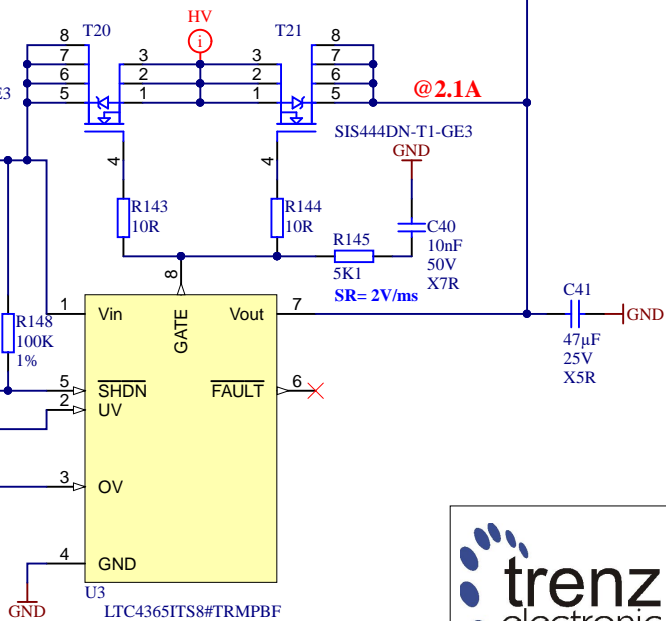 HV
i
T20
T21
8
7
6
5
3
2
1
3
2
1
8
7
6
5
@2.1A
E3
SIS444DN-T1-GE3
GND
4
4
R143
10R
R144
10R
R145
5K1
SR= 2V/ms
C40
10nF
50V
X7R
8
1
Vin
GATE
Vout
7
C41
47µF
25V
X5R
GND
R148
100K
1%
5
SHDN
FAULT
6
2
UV
3
OV
4
GND
GND
U3
LTC4365ITS8#TRMPBF
trenz
electronic